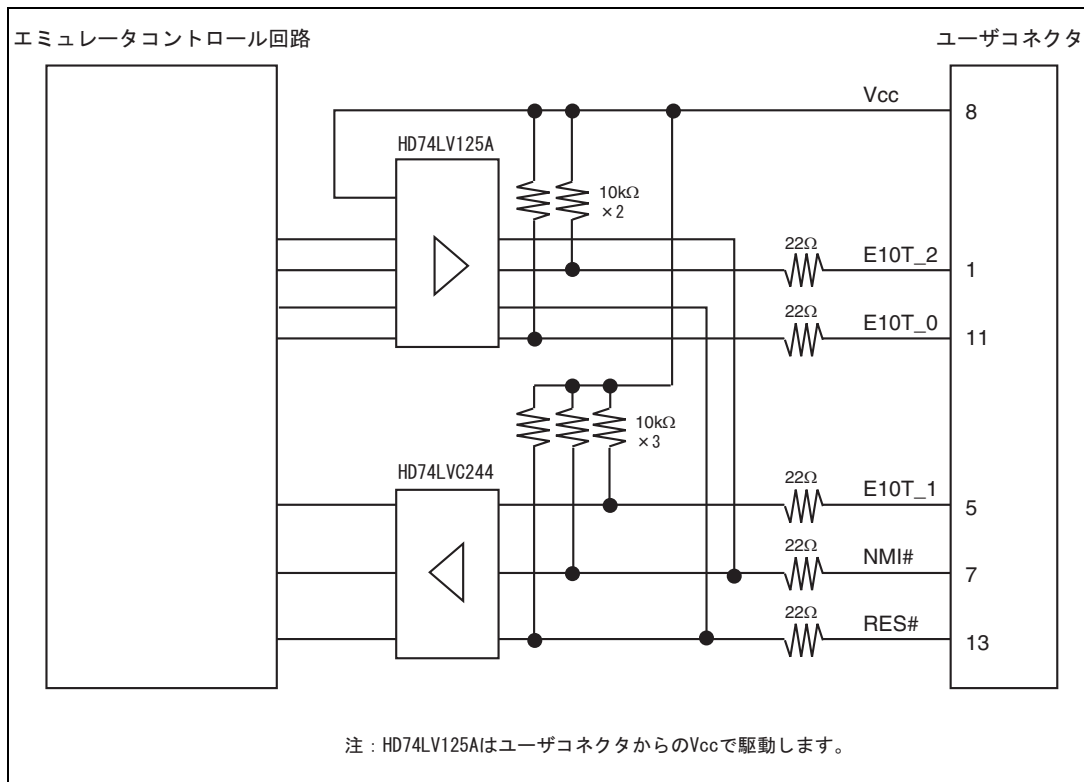 エミュレータコントロール回路
ユーザコネクタ
Vcc
8
HD74LV125A
10kΩ
×2
22Ω
E10T_2
1
22Ω
E10T_0
11
10kΩ
×3
HD74LVC244
22Ω
E10T_1
5
22Ω
NMI#
7
22Ω
RES#
13
注：HD74LV125AはユーザコネクタからのVccで駆動します。